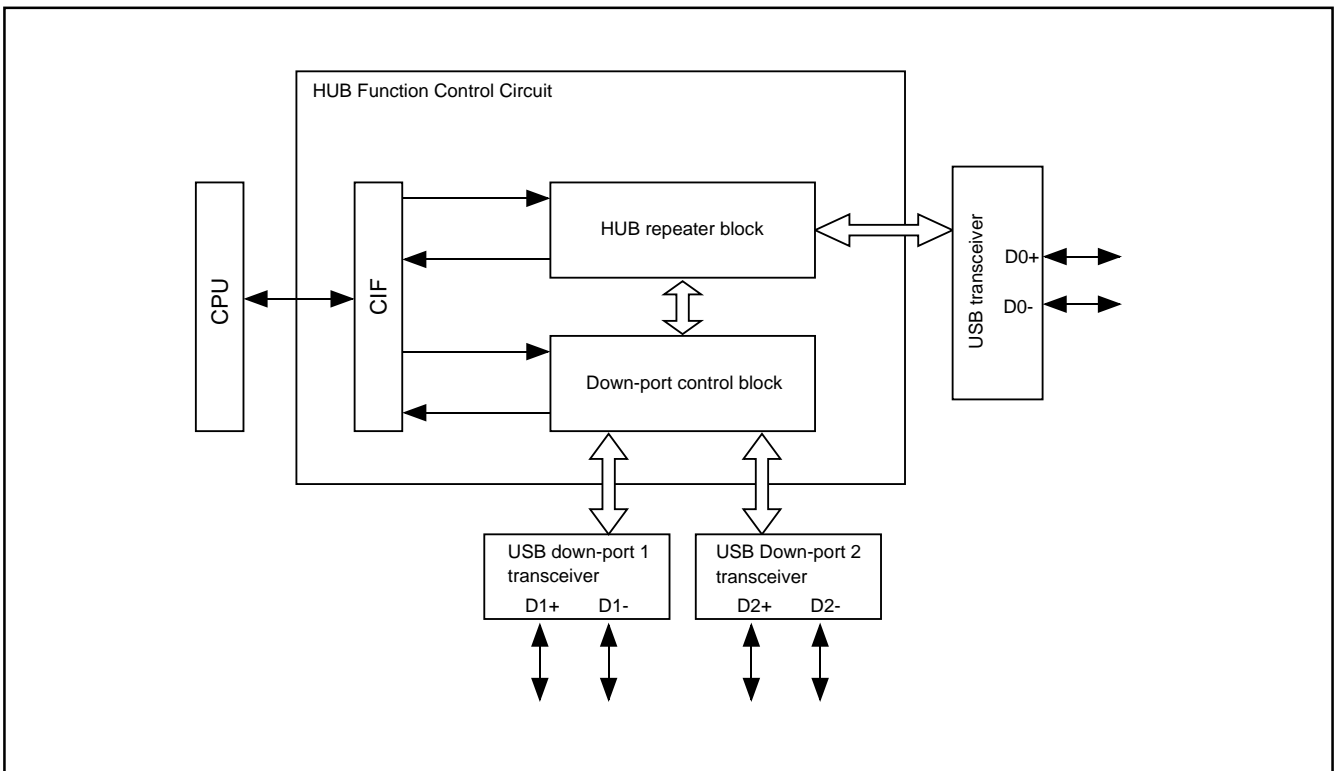 HUB Function Control Circuit
CPU
CIF
HUB repeater block
Down-port control block
USB transceiver
D0+
D0-
USB down-port 1
transceiver
D1+ D1-
USB Down-port 2
transceiver
D2+ D2-